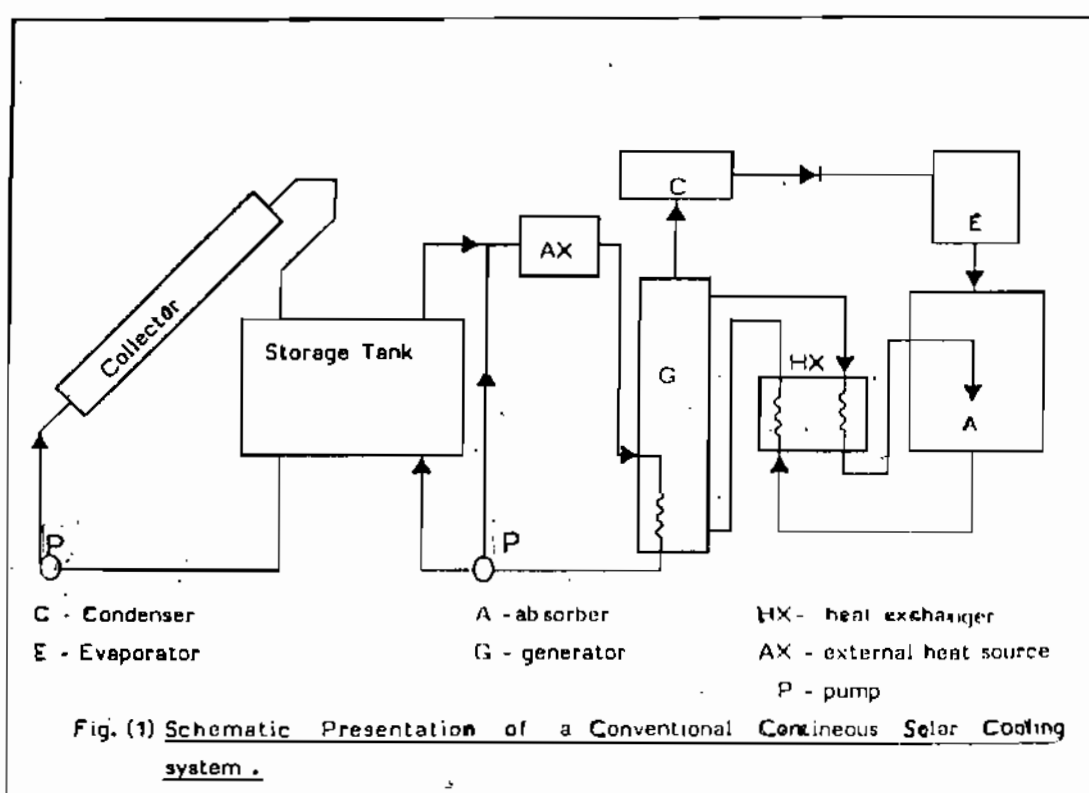 C
E
AX
Collector
Storage Tank
G
HX
A
P
P
C - Condenser
A - absorber
HX - heat exchanger
E - Evaporator
G - generator
AX - external heat source
P - pump
Fig. (1) Schematic Presentation of a Conventional Contineous Solar Cooling
system .